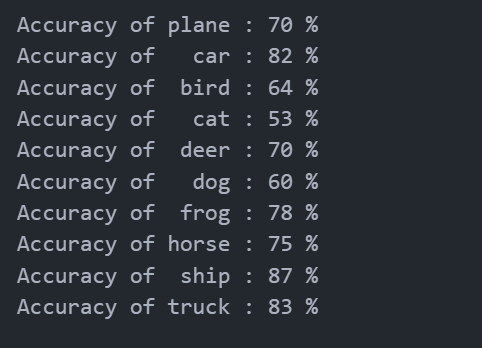 Accuracy of plane : 70 %
Accuracy of   car : 82 %
Accuracy of  bird : 64 %
Accuracy of   cat : 53 %
Accuracy of  deer : 70 %
Accuracy of   dog : 60 %
Accuracy of  frog : 78 %
Accuracy of horse : 75 %
Accuracy of  ship : 87 %
Accuracy of truck : 83 %